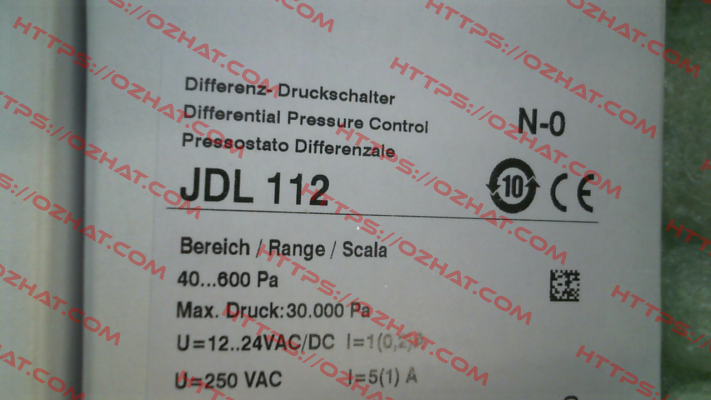 Differenz- Druckschalter
Differential Pressure Control
Pressostato Differenziale
N-0
JDL 112
10
CE
Bereich / Range / Scala
40...600 Pa
Max. Druck: 30.000 Pa
U=12..24VAC/DC
U=250 VAC I=5(1) A
HTTPS://OZHAT.COM